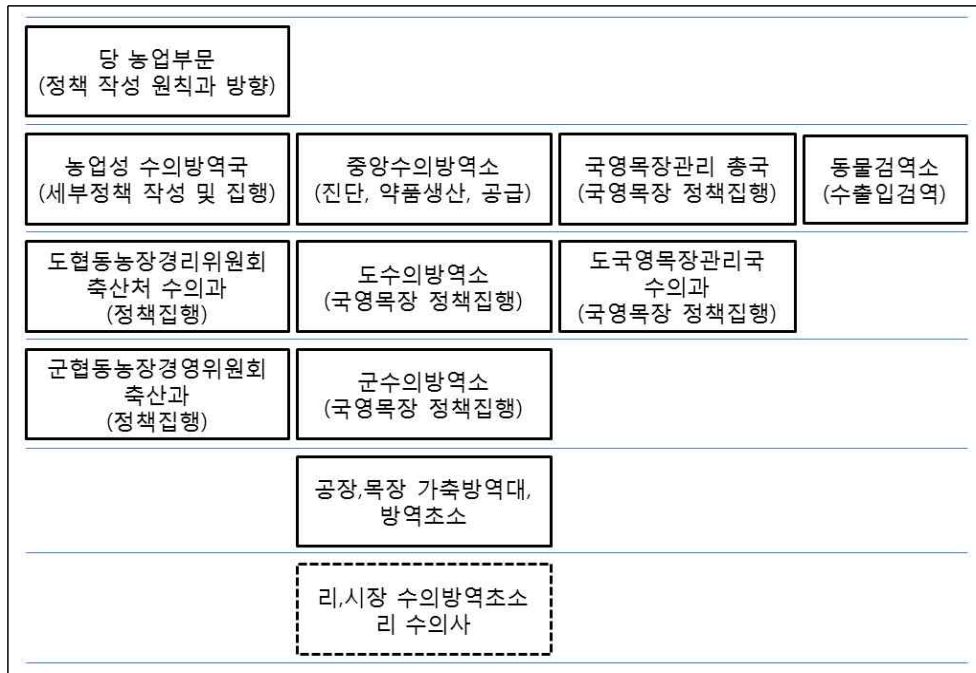 당 농업부문
(정책 작성 원칙과 방향)
농업성 수의방역국
(세부정책 작성 및 집행)
중앙수의방역소
(진단, 약품생산, 공급)
국영목장관리 총국
(국영목장 정책집행)
동물검역소
(수출입검역)
도협동농장경리위원회
축산처 수의과
(정책집행)
도수의방역소
(국영목장 정책집행)
도국영목장관리국
수의과
(국영목장 정책집행)
군협동농장경영위원회
축산과
(정책집행)
군수의방역소
(국영목장 정책집행)
공장,목장 가축방역대,
방역초소
리,시장 수의방역초소
리 수의사